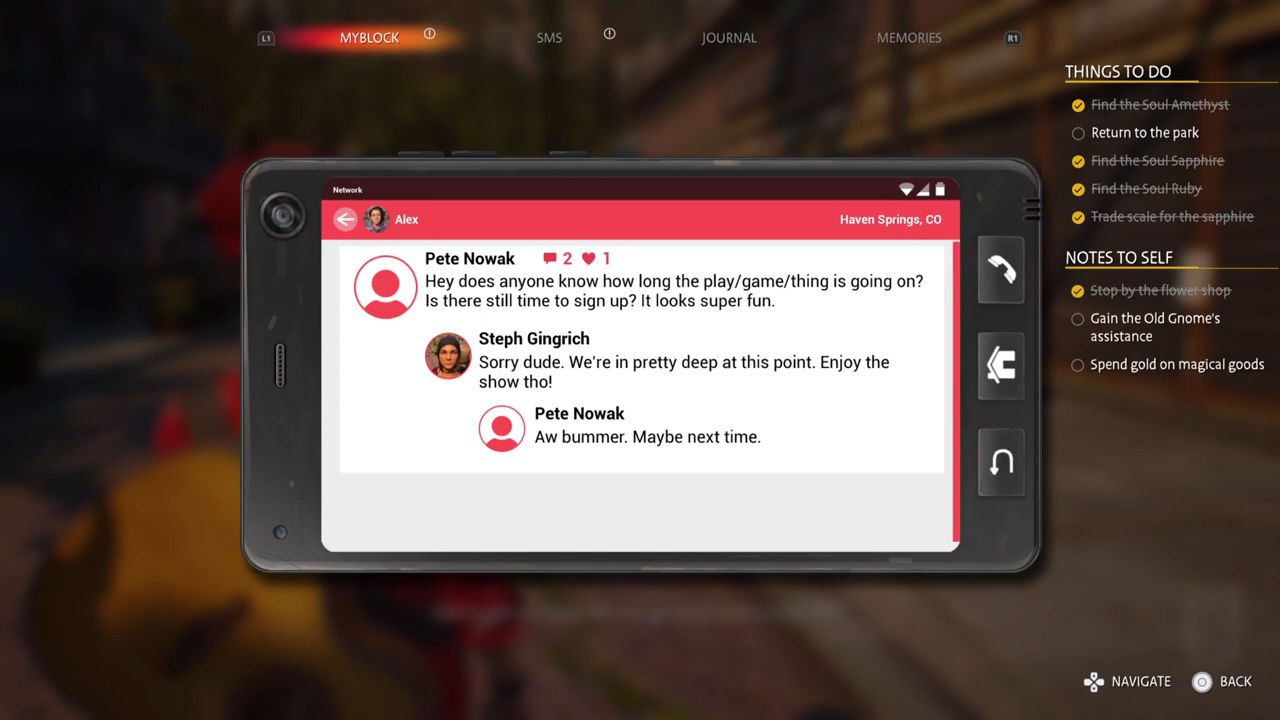 L1
MYBLOCK
SMS
JOURNAL
MEMORIES
R1
THINGS TO DO
Find the Soul Amethyst
Return to the park
Find the Soul Sapphire
Find the Soul Ruby
Trade scale for the sapphire
NOTES TO SELF
Stop by the flower shop
Gain the Old Gnome's
assistance
Spend gold on magical goods
Network
Alex
Haven Springs, CO
Pete Nowak 2 1
Hey does anyone know how long the play/game/thing is going on?
Is there still time to sign up? It looks super fun.
Steph Gingrich
Sorry dude. We're in pretty deep at this point. Enjoy the
show tho!
Pete Nowak
Aw bummer. Maybe next time.
NAVIGATE
BACK